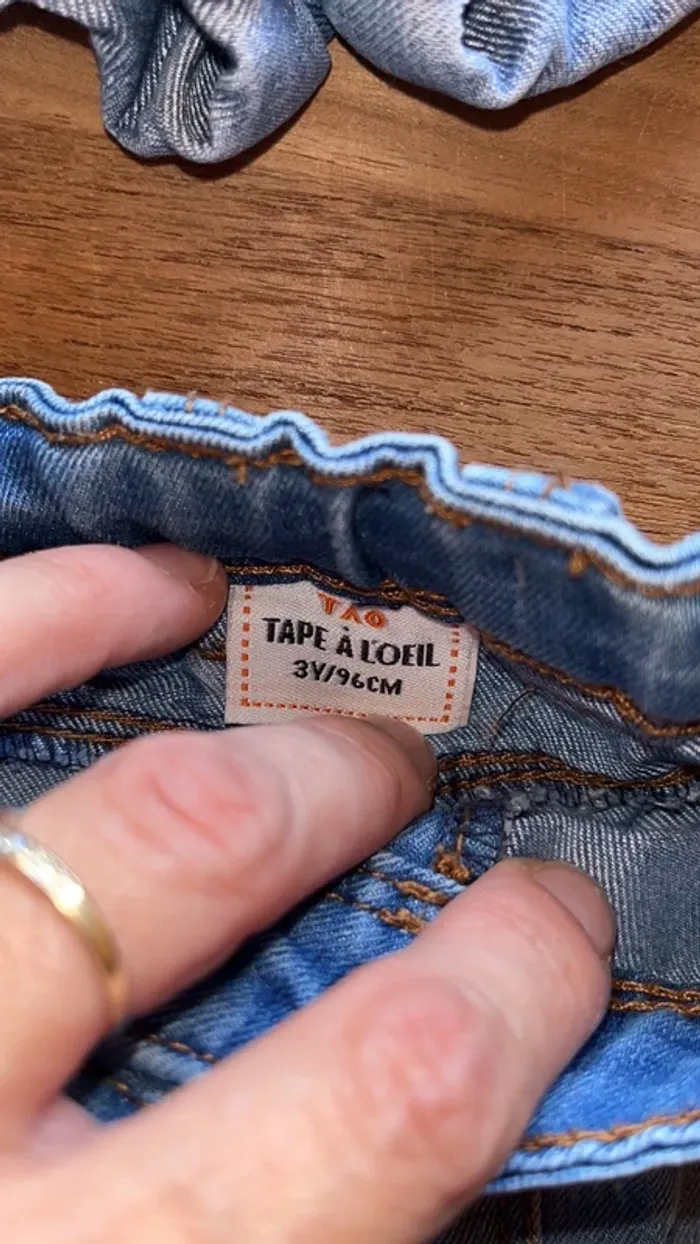 TAO
TAPE À L'OEIL
3Y/96CM